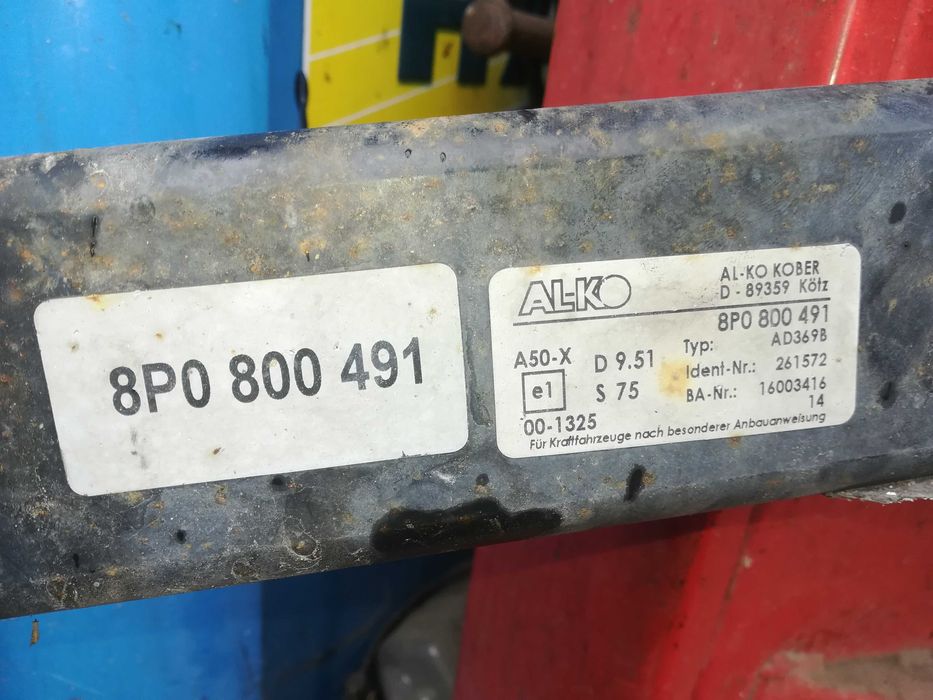 8P0 800 491
AL-KO
AL-KO KOBER
D - 89359 Kötz
8P0 800 491
A50-X D 9.51 Typ: AD369B
e1 S 75 Ident-Nr.: 261572
00-1325 BA-Nr.: 16003416
14
Für Kraftfahrzeuge nach besonderer Anbauanweisung